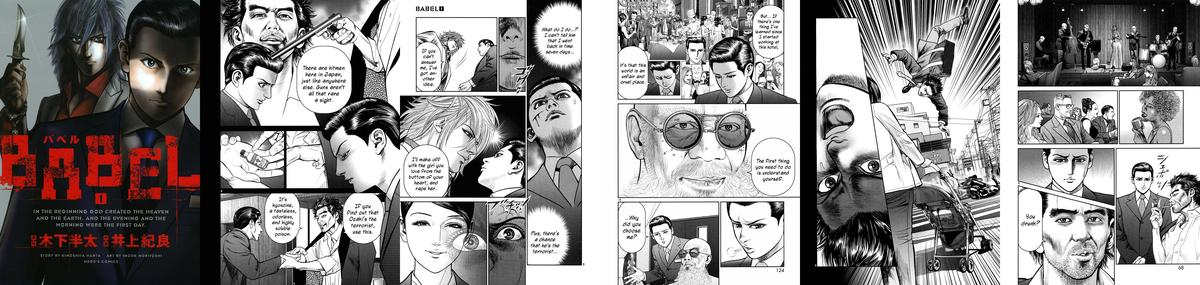 バベル
BABEL
1
IN THE BEGINNING GOD CREATED THE HEAVEN
AND THE EARTH. AND THE EVENING AND THE
MORNING WERE THE FIRST DAY.
木下半太
井上紀良
STORY BY KINOSHITA HANTA ART BY INOUE NORIYOSHI
HERO'S COMICS
There are hitmen
here in Japan,
just like anywhere
else. Guns aren't
all that rare
a sight.
It's
kyosine,
a tasteless,
odorless,
and highly
soluble
poison.
If you
find out that
Osaki's the
terrorist,
use this.
BABEL 1
If you
can't
answer
me, I've
got an-
other
idea.
What do
I do...?
I can't tell him
that I went
back in time
seven days...
I'll make off
with the girl you
love from the
bottom of your
heart, and
rape her.
Plus,
there's a
chance
that he's the
terrorist...
But... if
there's one
thing I've
learned since
I started
working at
this hotel,
it's that this
world is an
unfair and
cruel place.
The first thing
you need to do
is understand
yourself.
...Why
did you
choose
me?
124
You
drunk?
68